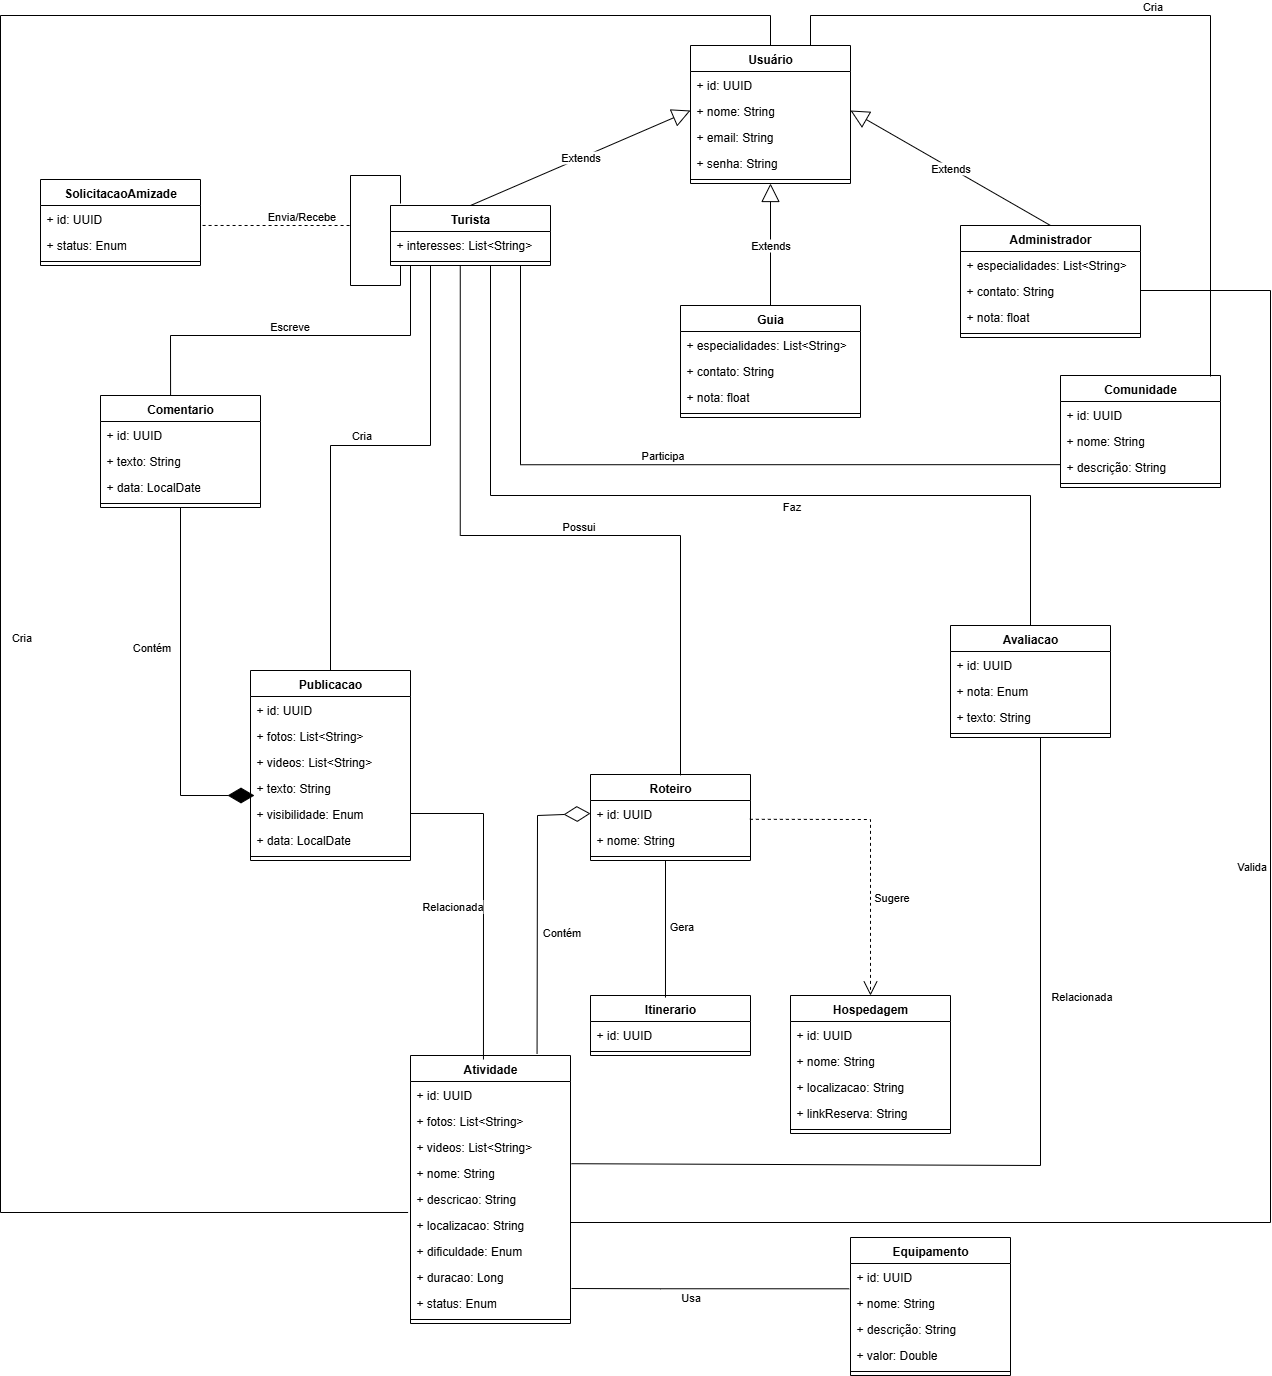 Cria
Usuário
+ id: UUID
+ nome: String
+ email: String
+ senha: String
Extends
Extends
Extends
SolicitacaoAmizade
+ id: UUID
+ status: Enum
Envia/Recebe
Turista
+ interesses: List<String>
Administrador
+ especialidades: List<String>
+ contato: String
+ nota: float
Guia
+ especialidades: List<String>
+ contato: String
+ nota: float
Escreve
Comunidade
+ id: UUID
+ nome: String
+ descrição: String
Comentario
+ id: UUID
+ texto: String
+ data: LocalDate
Cria
Participa
Faz
Possui
Cria
Contém
Avaliacao
+ id: UUID
+ nota: Enum
+ texto: String
Publicacao
+ id: UUID
+ fotos: List<String>
+ videos: List<String>
+ texto: String
+ visibilidade: Enum
+ data: LocalDate
Roteiro
+ id: UUID
+ nome: String
Valida
Relacionada
Contém
Gera
Sugere
Relacionada
Itinerario
+ id: UUID
Hospedagem
+ id: UUID
+ nome: String
+ localizacao: String
+ linkReserva: String
Atividade
+ id: UUID
+ fotos: List<String>
+ videos: List<String>
+ nome: String
+ descricao: String
+ localizacao: String
+ dificuldade: Enum
+ duracao: Long
+ status: Enum
Usa
Equipamento
+ id: UUID
+ nome: String
+ descrição: String
+ valor: Double